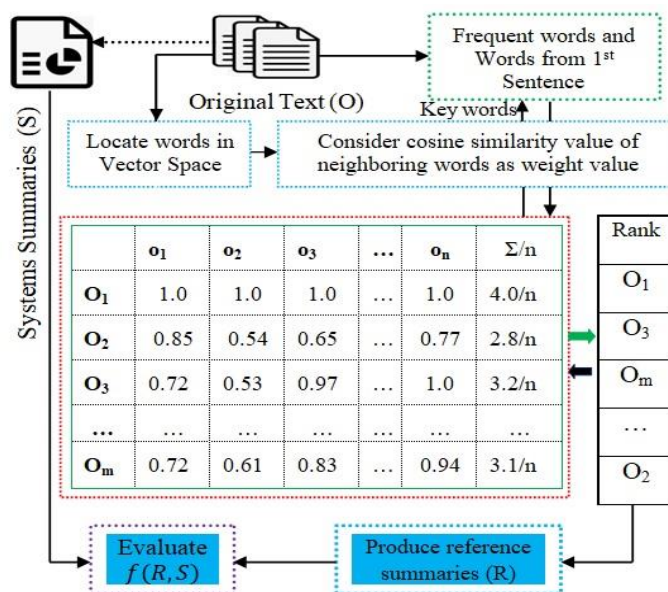 Systems Summaries (S)
Original Text (O)
Frequent words and
Words from 1st
Sentence
Key words
Locate words in
Vector Space
Consider cosine similarity value of
neighboring words as weight value
o₁ o₂ o₃ ... oₙ Σ/n
O₁ 1.0 1.0 1.0 ... 1.0 4.0/n
O₂ 0.85 0.54 0.65 ... 0.77 2.8/n
O₃ 0.72 0.53 0.97 ... 1.0 3.2/n
... ... ... ... ... ... ...
Oₘ 0.72 0.61 0.83 ... 0.94 3.1/n
Rank
O₁
O₃
Oₘ
...
O₂
Evaluate
f(R, S)
Produce reference
summaries (R)